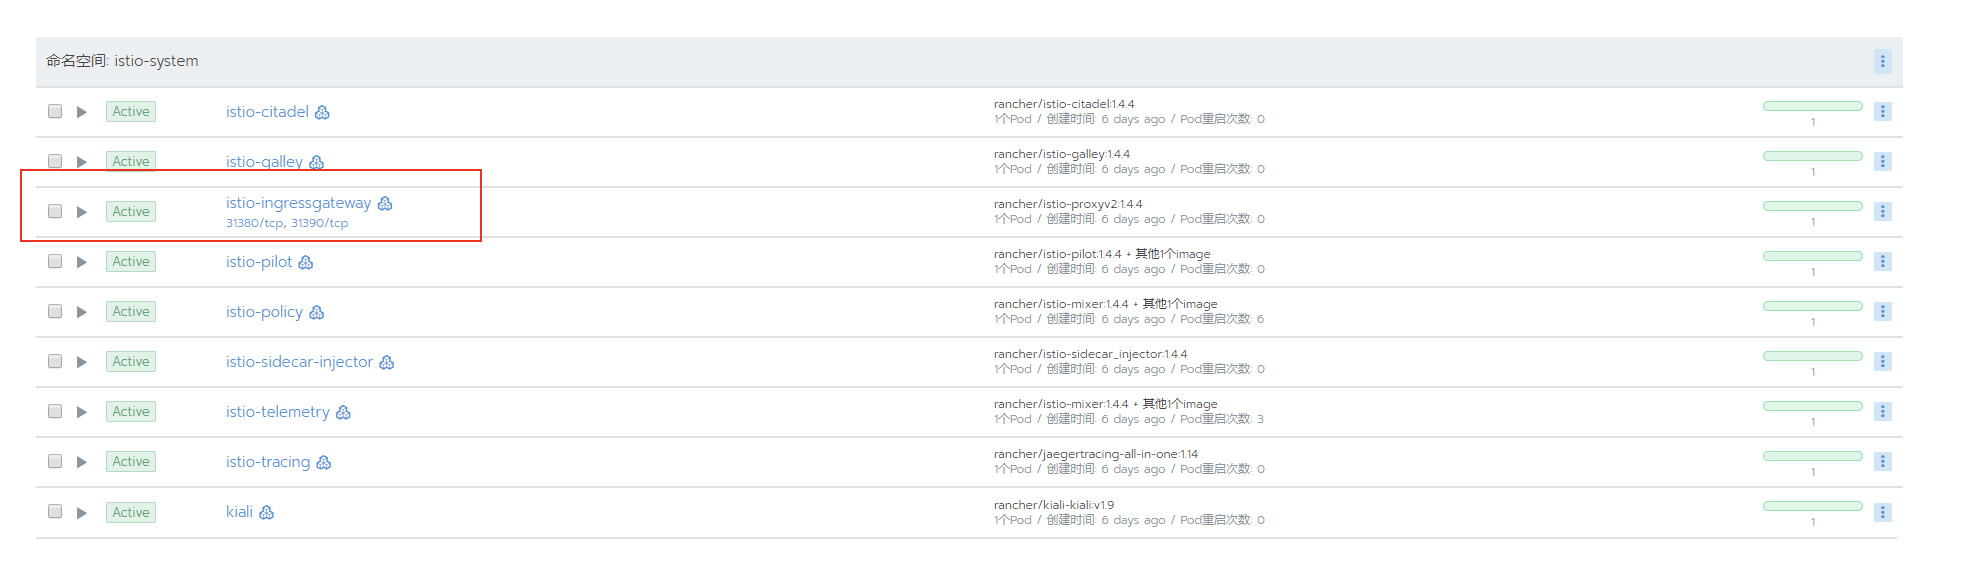 命名空间: istio-system
Active
istio-citadel
rancher/istio-citadel:1.4.4
1个Pod / 创建时间: 6 days ago / Pod重启次数: 0
1
Active
istio-galley
rancher/istio-galley:1.4.4
1个Pod / 创建时间: 6 days ago / Pod重启次数: 0
1
Active
istio-ingressgateway
31380/tcp, 31390/tcp
rancher/istio-proxyv2:1.4.4
1个Pod / 创建时间: 6 days ago / Pod重启次数: 0
1
Active
istio-pilot
rancher/istio-pilot:1.4.4 + 其他1个image
1个Pod / 创建时间: 6 days ago / Pod重启次数: 0
1
Active
istio-policy
rancher/istio-mixer:1.4.4 + 其他1个image
1个Pod / 创建时间: 6 days ago / Pod重启次数: 6
1
Active
istio-sidecar-injector
rancher/istio-sidecar_injector:1.4.4
1个Pod / 创建时间: 6 days ago / Pod重启次数: 0
1
Active
istio-telemetry
rancher/istio-mixer:1.4.4 + 其他1个image
1个Pod / 创建时间: 6 days ago / Pod重启次数: 3
1
Active
istio-tracing
rancher/jaegertracing-all-in-one:1.14
1个Pod / 创建时间: 6 days ago / Pod重启次数: 0
1
Active
kiali
rancher/kiali-kiali:v1.9
1个Pod / 创建时间: 6 days ago / Pod重启次数: 0
1